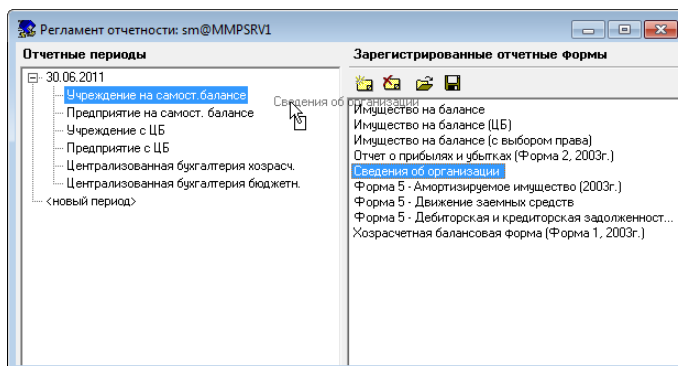 Регламент отчетности: sm@MMPSRV1
Отчетные периоды
30.06.2011
Учреждение на самост.балансе
Предприятие на самост. балансе
Учреждение с ЦБ
Предприятие с ЦБ
Централизованная бухгалтерия хозрасч.
Централизованная бухгалтерия бюджетн.
<новый период>
Сведения об организации
Зарегистрированные отчетные формы
Имущество на балансе
Имущество на балансе (ЦБ)
Имущество на балансе (с выбором права)
Отчет о прибылях и убытках (Форма 2, 2003г.)
Сведения об организации
Форма 5 - Амортизируемое имущество (2003г.)
Форма 5 - Движение заемных средств
Форма 5 - Дебиторская и кредиторская задолженност...
Хозрасчетная балансовая форма (Форма 1, 2003г.)